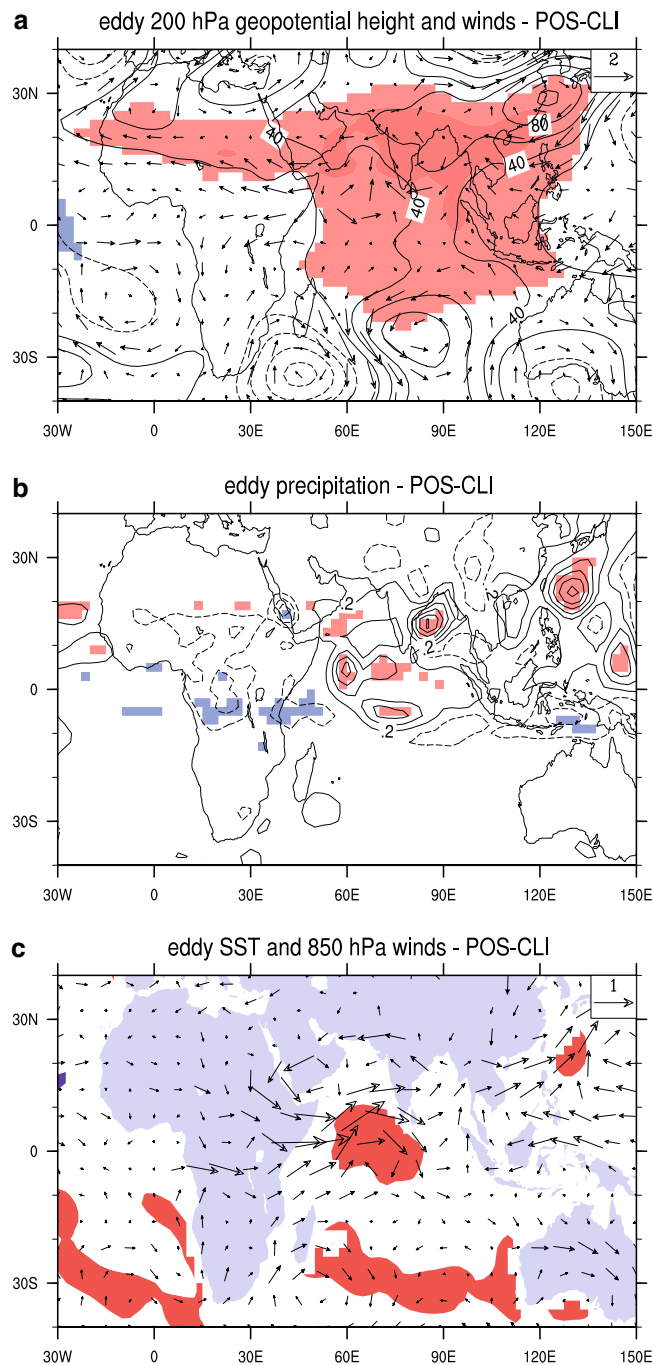 a
eddy 200 hPa geopotential height and winds - POS-CLI
2
30N
0
30S
40
80
40
40
40
30W 0 30E 60E 90E 120E 150E
b
eddy precipitation - POS-CLI
30N
0
30S
.2
.2
.2
30W 0 30E 60E 90E 120E 150E
c
eddy SST and 850 hPa winds - POS-CLI
1
30N
0
30S
30W 0 30E 60E 90E 120E 150E